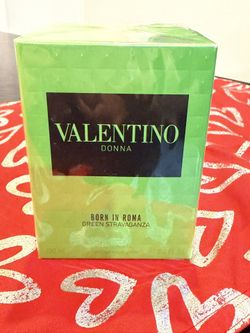 VALENTINO
DONNA
BORN IN ROMA
GREEN STRAVAGANZA